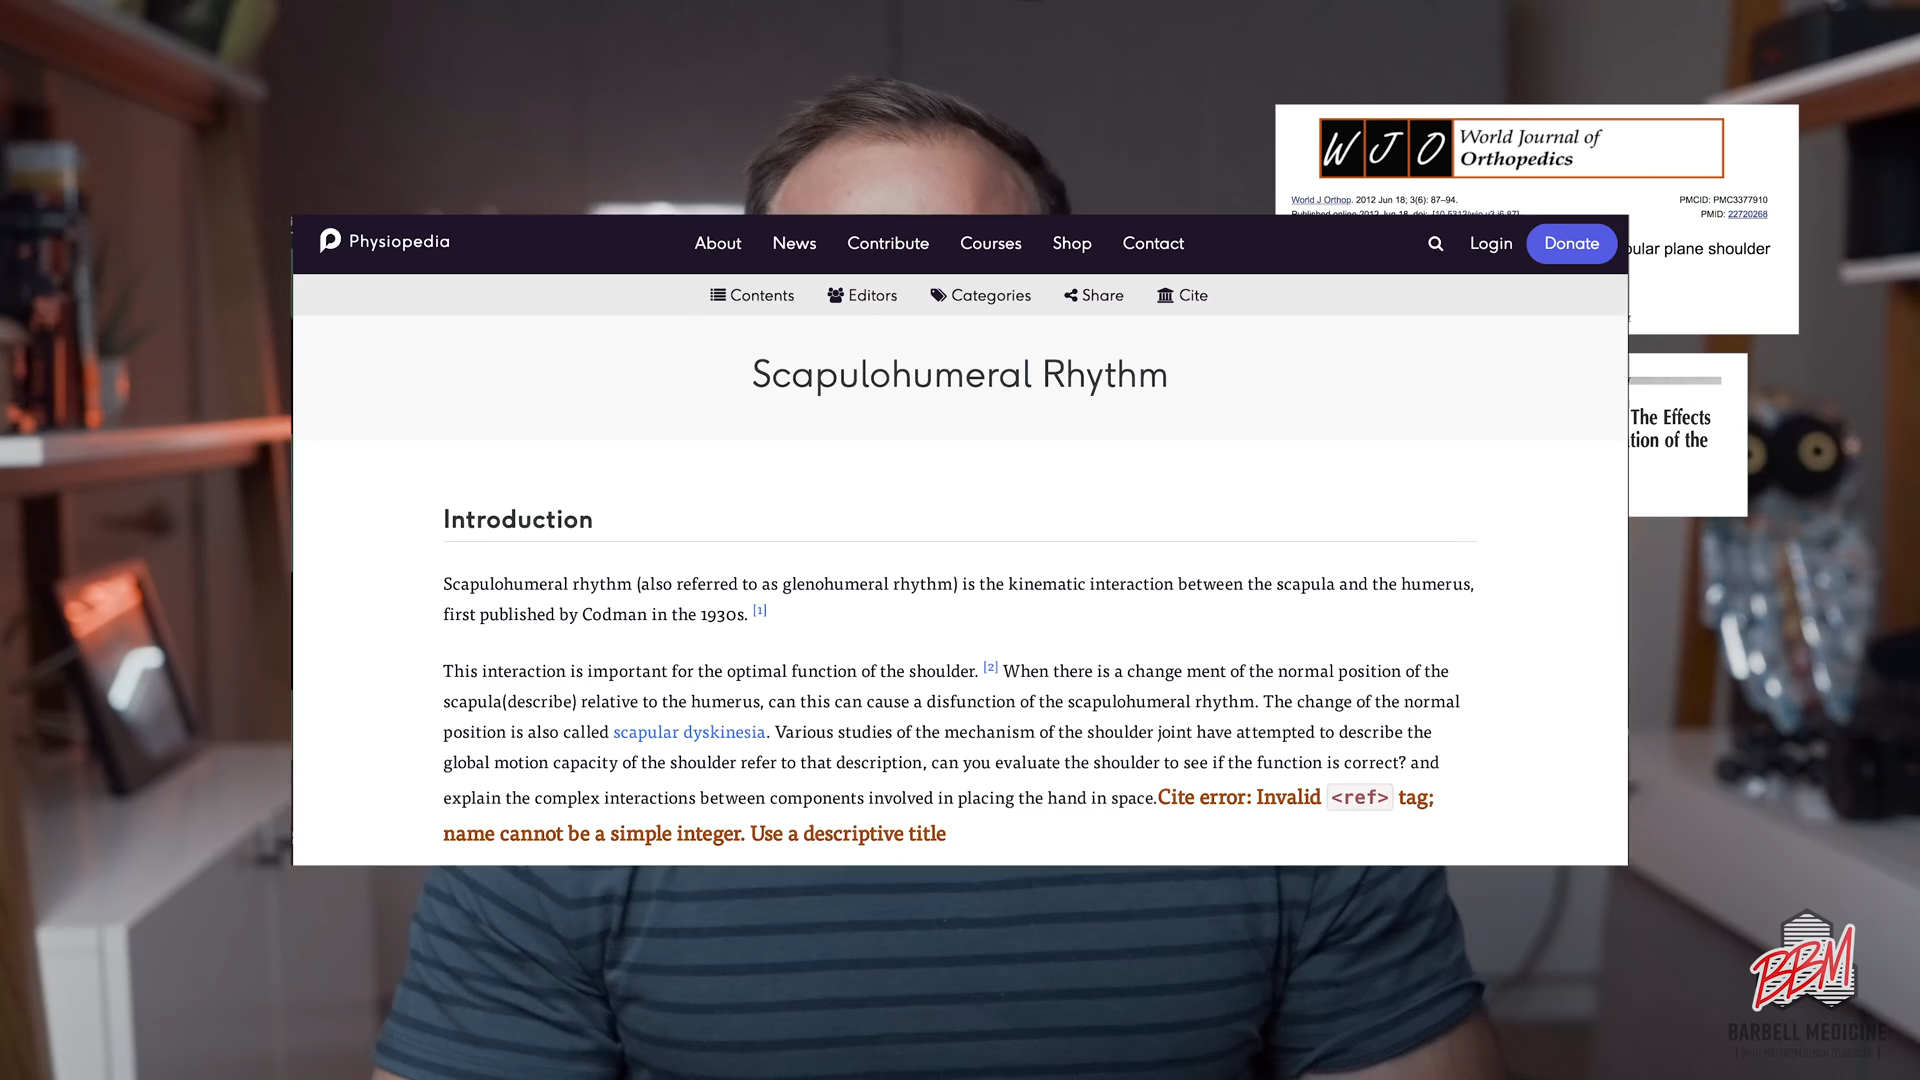 W J O World Journal of
Orthopedics
World J Orthop. 2012 Jun 18; 3(6): 87–94.
PMCID: PMC3377910
PMID: 22720268
Physiopedia
About News Contribute Courses Shop Contact
Login Donate
plane shoulder
Contents Editors Categories Share Cite
Scapulohumeral Rhythm
The Effects
of the
Introduction
Scapulohumeral rhythm (also referred to as glenohumeral rhythm) is the kinematic interaction between the scapula and the humerus,
first published by Codman in the 1930s. [1]
This interaction is important for the optimal function of the shoulder. [2] When there is a change ment of the normal position of the
scapula(describe) relative to the humerus, can this can cause a disfunction of the scapulohumeral rhythm. The change of the normal
position is also called scapular dyskinesia. Various studies of the mechanism of the shoulder joint have attempted to describe the
global motion capacity of the shoulder refer to that description, can you evaluate the shoulder to see if the function is correct? and
explain the complex interactions between components involved in placing the hand in space.Cite error: Invalid <ref> tag;
name cannot be a simple integer. Use a descriptive title
BBM
BARBELL MEDICINE